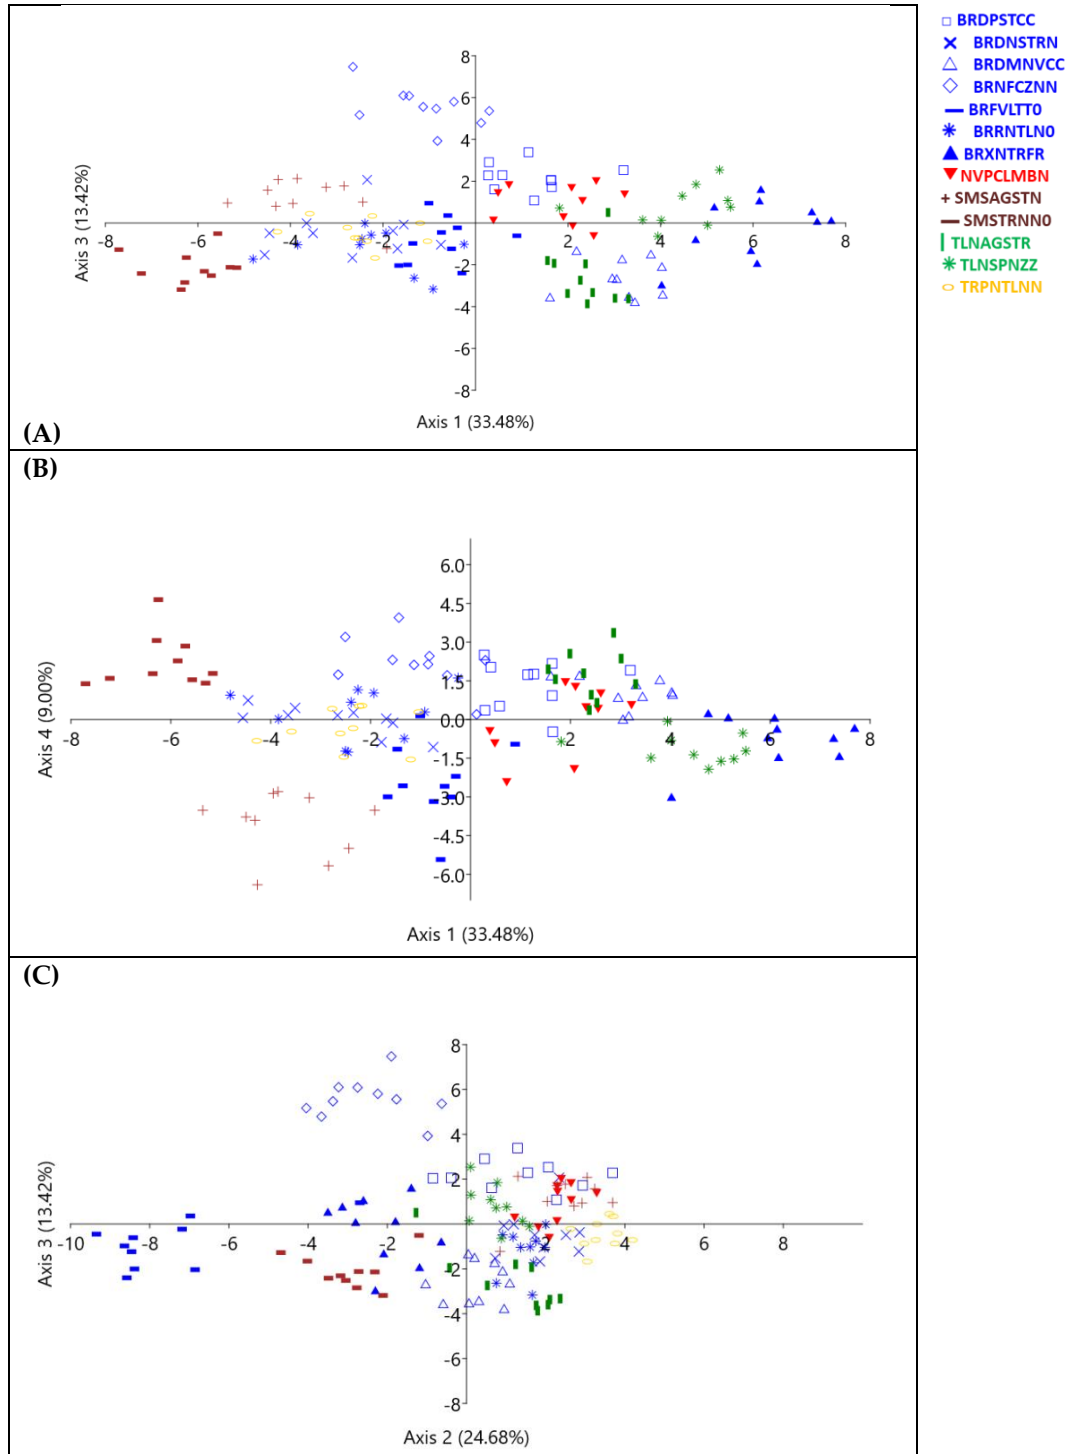 BRDPSTCC
BRDNSTRN
BRDMNVCC
BRNFCZNN
BRFVLTT0
BRRNTLN0
BRXNTRFR
NVPCLMBN
SMSAGSTN
SMSTRNN0
TLNAGSTR
TLNSPNZZ
TRPNTLNN
8
6
4
2
-8 -6 -4 -2 2 4 6 8
-2
-4
-6
-8
Axis 3 (13.42%)
Axis 1 (33.48%)
(A)
(B)
6.0
4.5
3.0
1.5
0.0
-8 -6 -4 -2 2 4 6 8
-1.5
-3.0
-4.5
-6.0
Axis 4 (9.00%)
Axis 1 (33.48%)
(C)
8
6
4
2
-10 -8 -6 -4 -2 2 4 6 8
-2
-4
-6
-8
Axis 3 (13.42%)
Axis 2 (24.68%)